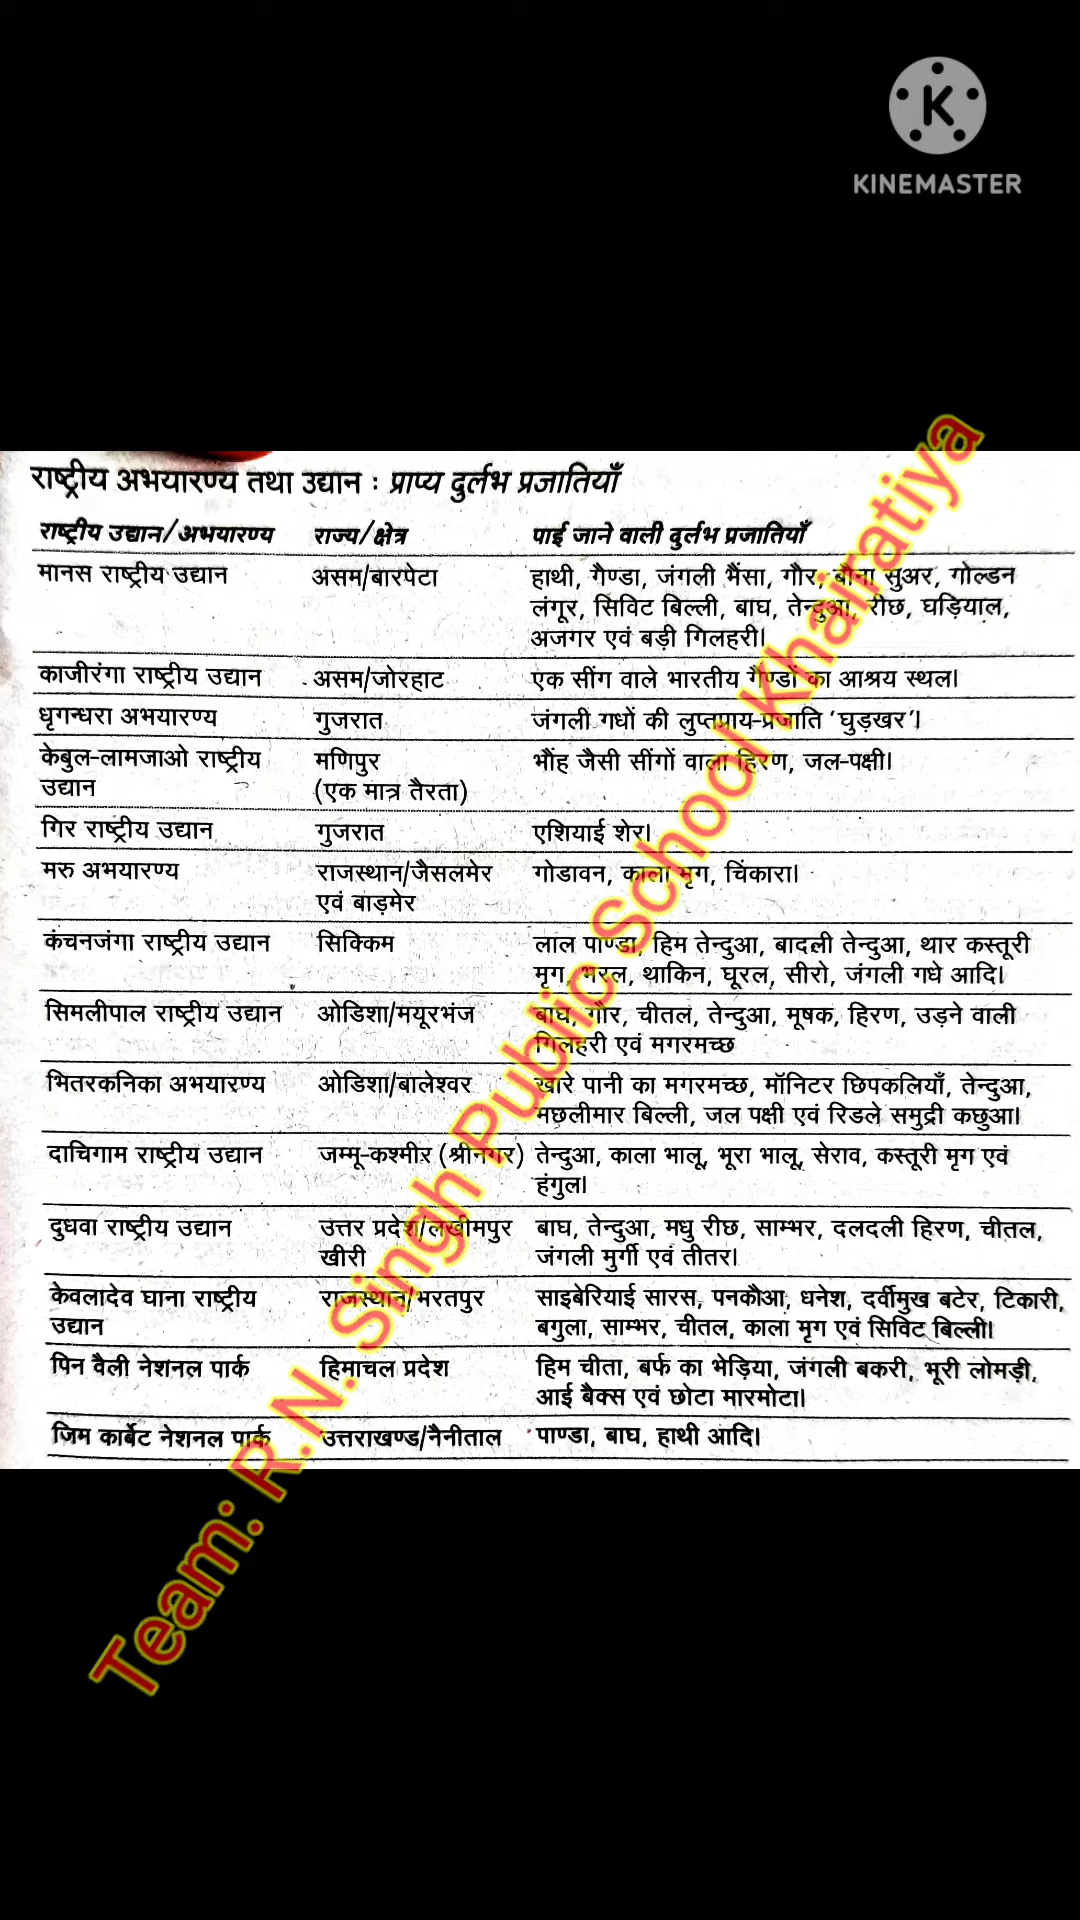 K
KINEMASTER
राष्ट्रीय अभयारण्य तथा उद्यान : प्राप्य दुर्लभ प्रजातियाँ
राष्ट्रीय उद्यान/अभयारण्य राज्य/क्षेत्र पाई जाने वाली दुर्लभ प्रजातियाँ
मानस राष्ट्रीय उद्यान असम/बारपेटा हाथी, गैण्डा, जंगली भैंसा, गौर, बौना सुअर, गोल्डन
लंगूर, सिविट बिल्ली, बाघ, तेन्दुआ, रीछ, घड़ियाल,
अजगर एवं बड़ी गिलहरी।
काजीरंगा राष्ट्रीय उद्यान असम/जोरहाट एक सींग वाले भारतीय गैण्डों का आश्रय स्थल।
धृगन्धरा अभयारण्य गुजरात जंगली गधों की लुप्तप्राय-प्रजाति ‘घुड़खर’।
केबुल-लामजाओ राष्ट्रीय मणिपुर भौंह जैसी सींगों वाला हिरण, जल-पक्षी।
उद्यान (एक मात्र तैरता)
गिर राष्ट्रीय उद्यान गुजरात एशियाई शेर।
मरु अभयारण्य राजस्थान/जैसलमेर गोडावन, काला मृग, चिंकारा।
एवं बाड़मेर
कंचनजंगा राष्ट्रीय उद्यान सिक्किम लाल पाण्डा, हिम तेन्दुआ, बादली तेन्दुआ, थार कस्तूरी
मृग, भरल, थाकिन, घूरल, सीरो, जंगली गधे आदि।
सिमलीपाल राष्ट्रीय उद्यान ओडिशा/मयूरभंज बाघ, गौर, चीतल, तेन्दुआ, मूषक, हिरण, उड़ने वाली
गिलहरी एवं मगरमच्छ
भितरकनिका अभयारण्य ओडिशा/बालेश्वर खारे पानी का मगरमच्छ, मॉनिटर छिपकलियाँ, तेन्दुआ,
मछलीमार बिल्ली, जल पक्षी एवं रिडले समुद्री कछुआ।
दाचिगाम राष्ट्रीय उद्यान जम्मू-कश्मीर (श्रीनगर) तेन्दुआ, काला भालू, भूरा भालू, सेराव, कस्तूरी मृग एवं
हंगुल।
दुधवा राष्ट्रीय उद्यान उत्तर प्रदेश/लखीमपुर बाघ, तेन्दुआ, मधु रीछ, साम्भर, दलदली हिरण, चीतल,
खीरी जंगली मुर्गी एवं तीतर।
केवलादेव घाना राष्ट्रीय राजस्थान/भरतपुर साइबेरियाई सारस, पनकौआ, धनेश, दर्वीमुख बटेर, टिकारी,
उद्यान बगुला, साम्भर, चीतल, काला मृग एवं सिविट बिल्ली।
पिन वैली नेशनल पार्क हिमाचल प्रदेश हिम चीता, बर्फ का भेड़िया, जंगली बकरी, भूरी लोमड़ी,
आई बैक्स एवं छोटा मारमोटा।
जिम कार्बेट नेशनल पार्क उत्तराखण्ड/नैनीताल पाण्डा, बाघ, हाथी आदि।
Team: R.N. Singh Public School Khairatiya